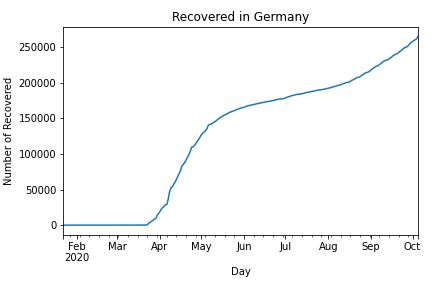 Recovered in Germany
250000
200000
150000
100000
50000
0
Number of Recovered
Feb Mar Apr May Jun Jul Aug Sep Oct
2020
Day